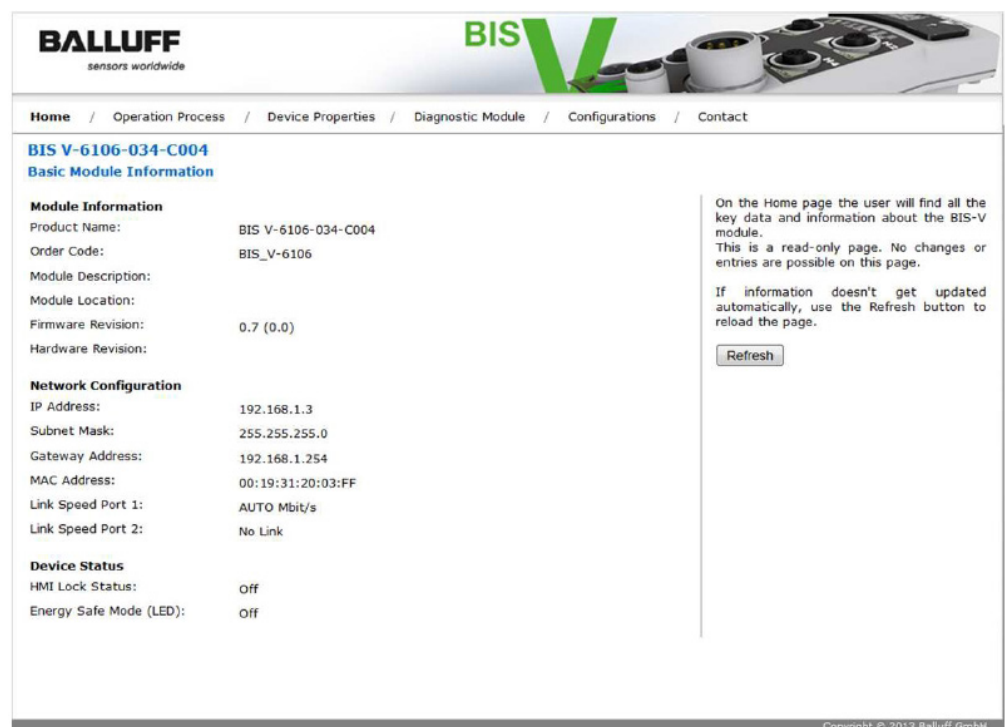 BALLUFF
sensors worldwide
BIS V
Home / Operation Process / Device Properties / Diagnostic Module / Configurations / Contact
BIS V-6106-034-C004
Basic Module Information
Module Information
Product Name: BIS V-6106-034-C004
Order Code: BIS_V-6106
Module Description:
Module Location:
Firmware Revision: 0.7 (0.0)
Hardware Revision:
Network Configuration
IP Address: 192.168.1.3
Subnet Mask: 255.255.255.0
Gateway Address: 192.168.1.254
MAC Address: 00:19:31:20:03:FF
Link Speed Port 1: AUTO Mbit/s
Link Speed Port 2: No Link
Device Status
HMI Lock Status: Off
Energy Safe Mode (LED): Off
On the Home page the user will find all the
key data and information about the BIS-V
module.
This is a read-only page. No changes or
entries are possible on this page.
If information doesn't get updated
automatically, use the Refresh button to
reload the page.
Refresh
Copyright © 2013 Balluff GmbH